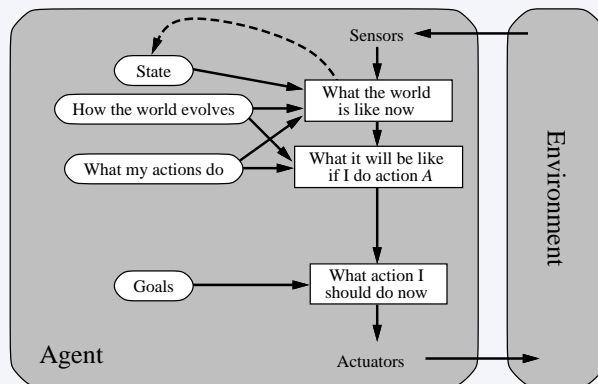 Sensors
State
What the world
is like now
How the world evolves
What it will be like
if I do action A
What my actions do
Environment
Goals
What action I
should do now
Agent
Actuators